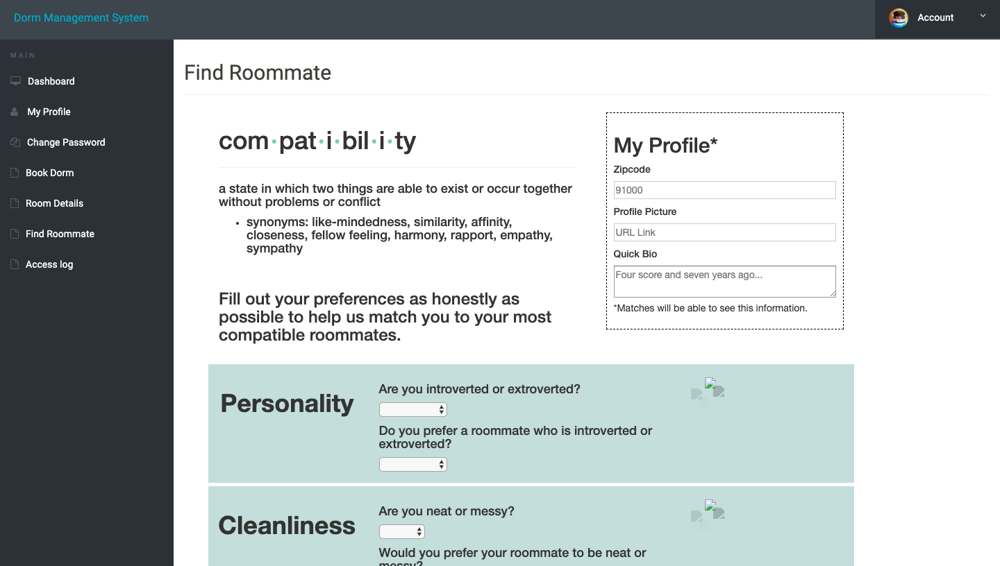 Dorm Management System
Account
MAIN
Dashboard
My Profile
Change Password
Book Dorm
Room Details
Find Roommate
Access log
Find Roommate
com·pat·i·bil·i·ty
a state in which two things are able to exist or occur together
without problems or conflict
• synonyms: like-mindedness, similarity, affinity,
closeness, fellow feeling, harmony, rapport, empathy,
sympathy
Fill out your preferences as honestly as
possible to help us match you to your most
compatible roommates.
My Profile*
Zipcode
91000
Profile Picture
URL Link
Quick Bio
Four score and seven years ago...
*Matches will be able to see this information.
Personality
Are you introverted or extroverted?
Do you prefer a roommate who is introverted or
extroverted?
Cleanliness
Are you neat or messy?
Would you prefer your roommate to be neat or
messy?